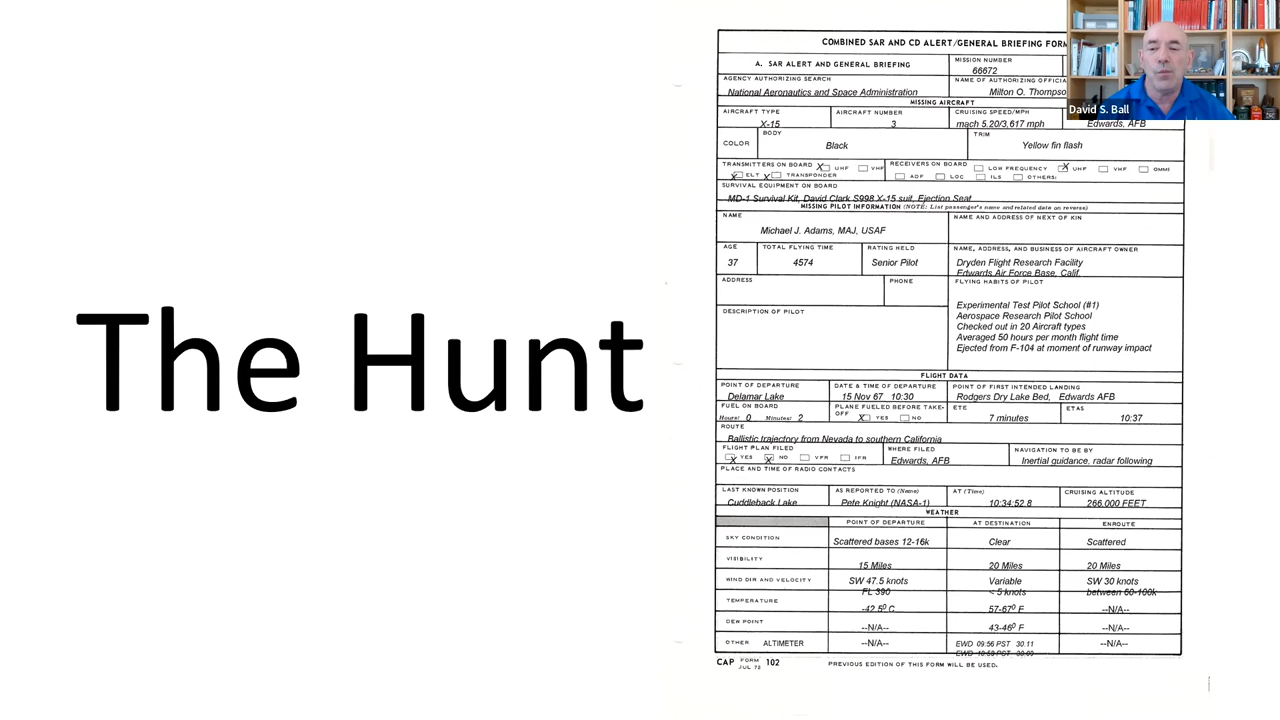 The Hunt
COMBINED SAR AND CD ALERT/GENERAL BRIEFING FORM
A. SAR ALERT AND GENERAL BRIEFING
MISSION NUMBER
66672
AGENCY AUTHORIZING SEARCH
National Aeronautics and Space Administration
NAME OF AUTHORIZING OFFICIA
Milton O. Thompso
David S. Ball
MISSING AIRCRAFT
AIRCRAFT TYPE
X-15
AIRCRAFT NUMBER
3
CRUISING SPEED/MPH
mach 5.20/3,617 mph
Edwards, AFB
COLOR
BODY
Black
TRIM
Yellow fin flash
TRANSMITTERS ON BOARD X UHF VHF
X ELT X TRANSPONDER
RECEIVERS ON BOARD LOW FREQUENCY X UHF VHF OMNI
ADF LOC ILS OTHERS:
SURVIVAL EQUIPMENT ON BOARD
MD-1 Survival Kit, David Clark S998 X-15 suit, Ejection Seat
MISSING PILOT INFORMATION (NOTE: List passenger's name and related data on reverse)
NAME
Michael J. Adams, MAJ, USAF
NAME AND ADDRESS OF NEXT OF KIN
AGE
37
TOTAL FLYING TIME
4574
RATING HELD
Senior Pilot
NAME, ADDRESS, AND BUSINESS OF AIRCRAFT OWNER
Dryden Flight Research Facility
Edwards Air Force Base, Calif.
ADDRESS
PHONE
FLYING HABITS OF PILOT
Experimental Test Pilot School (#1)
Aerospace Research Pilot School
Checked out in 20 Aircraft types
Averaged 50 hours per month flight time
Ejected from F-104 at moment of runway impact
DESCRIPTION OF PILOT
FLIGHT DATA
POINT OF DEPARTURE
Delamar Lake
DATE & TIME OF DEPARTURE
15 Nov 67 10:30
POINT OF FIRST INTENDED LANDING
Rodgers Dry Lake Bed, Edwards AFB
FUEL ON BOARD
Hours: 0 Minutes: 2
PLANE FUELED BEFORE TAKE-
OFF X YES NO
ETE
7 minutes
ETAS
10:37
ROUTE
Ballistic trajectory from Nevada to southern California
FLIGHT PLAN FILED
X YES X NO VFR IFR
WHERE FILED
Edwards, AFB
NAVIGATION TO BE BY
Inertial guidance, radar following
PLACE AND TIME OF RADIO CONTACTS
LAST KNOWN POSITION
Cuddleback Lake
AS REPORTED TO (Name)
Pete Knight (NASA-1)
AT (Time)
10:34:52.8
CRUISING ALTITUDE
266,000 FEET
WEATHER
POINT OF DEPARTURE AT DESTINATION ENROUTE
SKY CONDITION Scattered bases 12-16k Clear Scattered
VISIBILITY 15 Miles 20 Miles 20 Miles
WIND DIR AND VELOCITY SW 47.5 knots Variable SW 30 knots
FL 390 < 5 knots between 60-100k
TEMPERATURE -42.5⁰ C 57-67⁰ F --N/A--
DEW POINT --N/A-- 43-46⁰ F --N/A--
OTHER ALTIMETER --N/A-- EWD 09:56 PST 30.11 --N/A--
CAP FORM 102
JUL 72
PREVIOUS EDITION OF THIS FORM WILL BE USED.